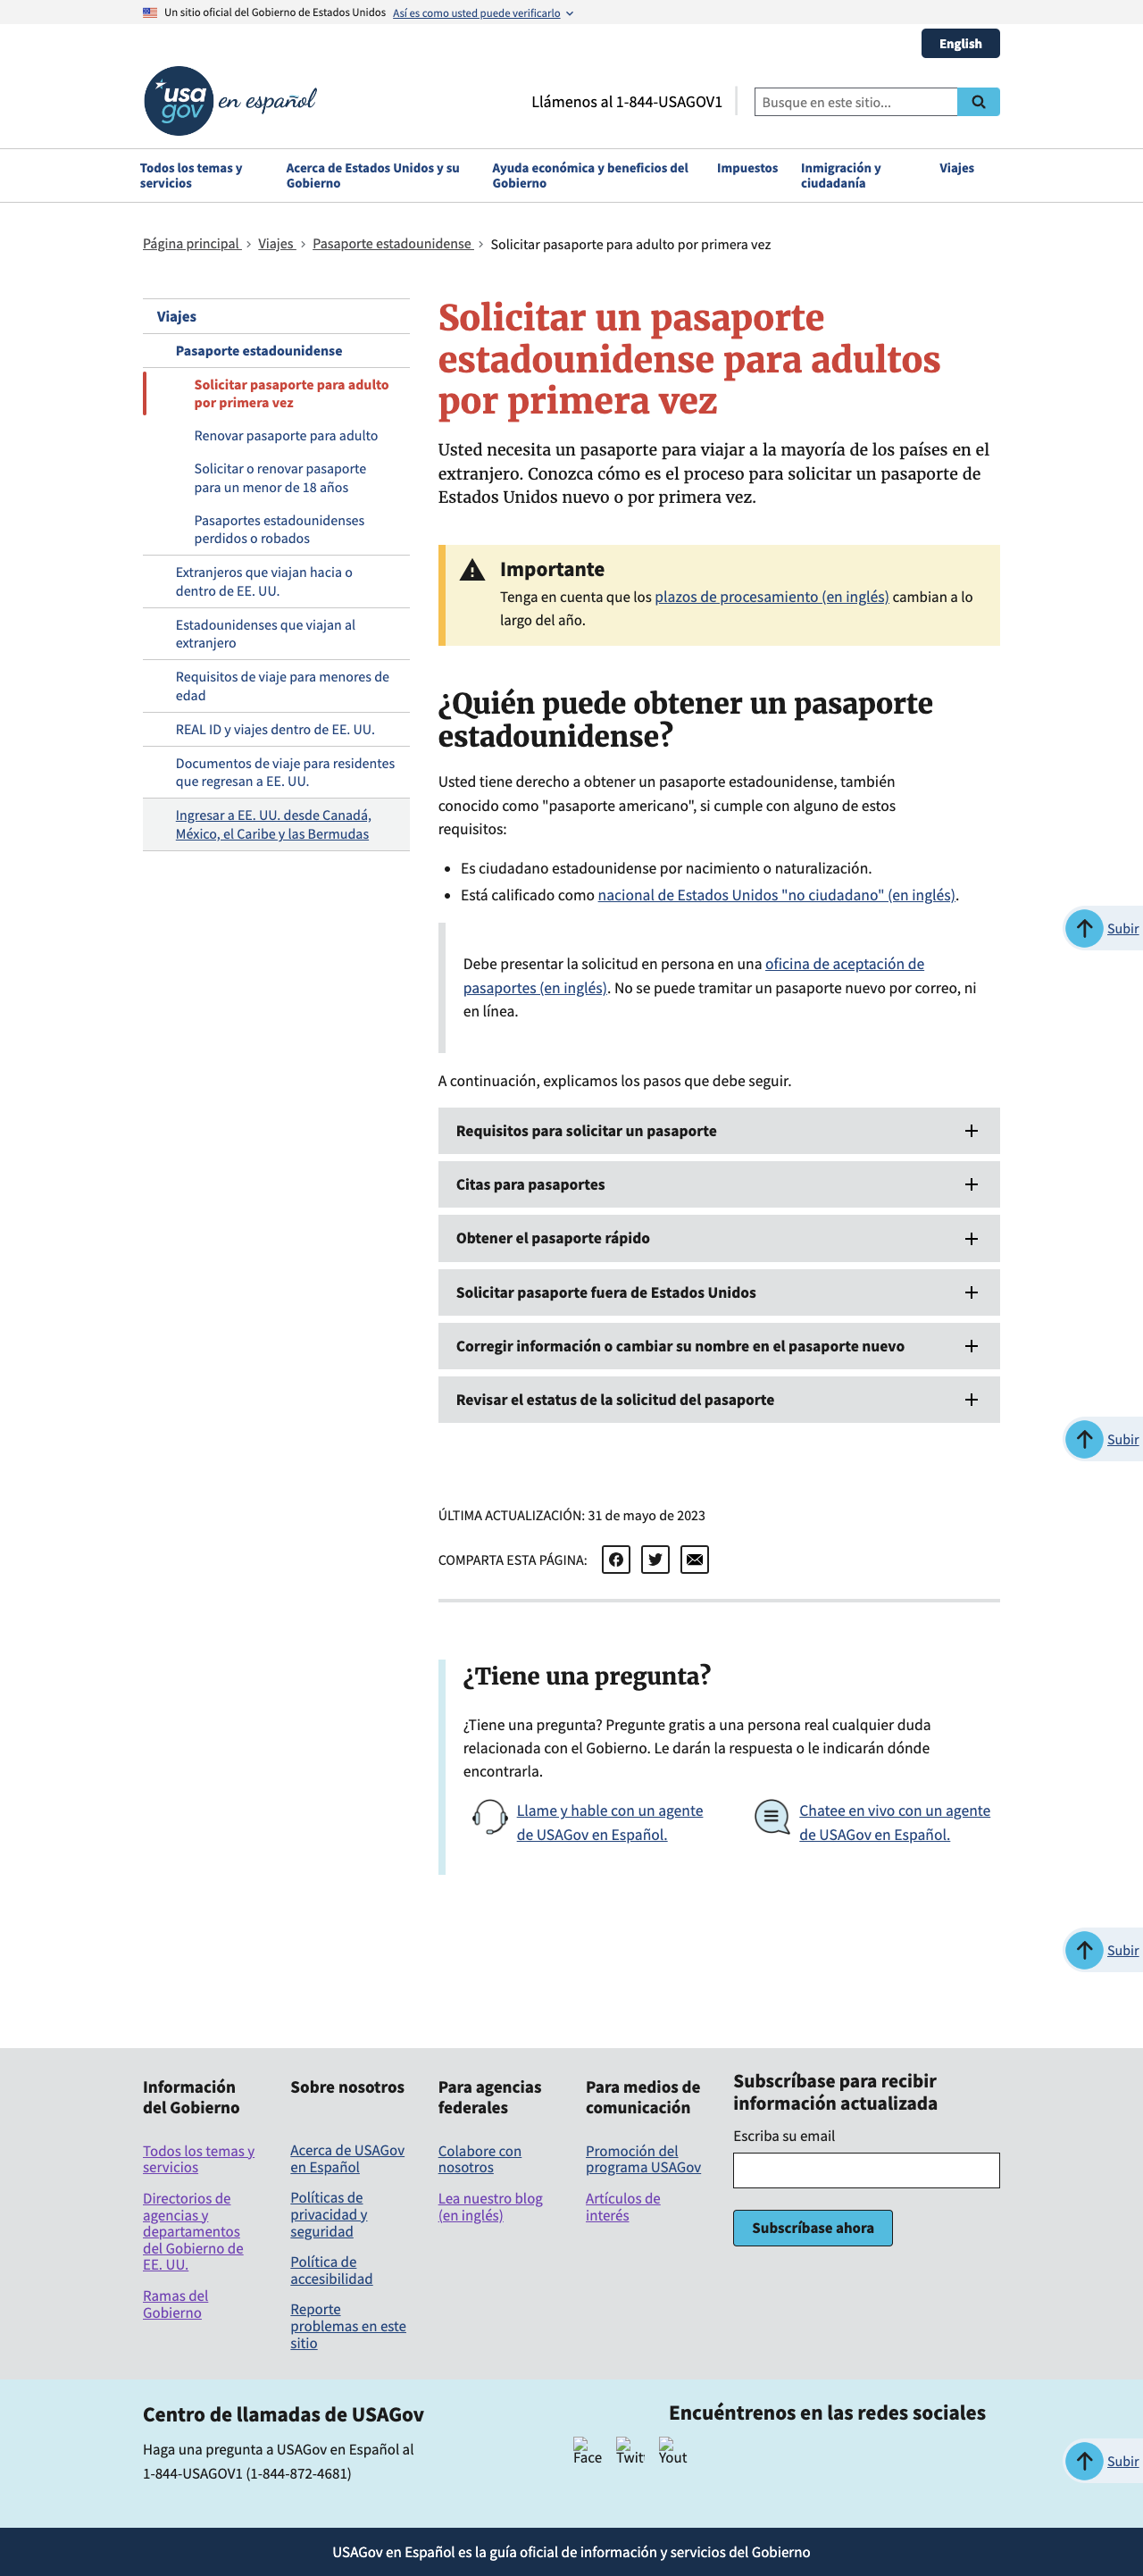 Un sitio oficial del Gobierno de Estados Unidos Así es como usted puede verificarlo
English
usa gov en español
Llámenos al 1-844-USAGOV1
Busque en este sitio...
Todos los temas y servicios
Acerca de Estados Unidos y su Gobierno
Ayuda económica y beneficios del Gobierno
Impuestos
Inmigración y ciudadanía
Viajes
Página principal > Viajes > Pasaporte estadounidense > Solicitar pasaporte para adulto por primera vez
Viajes
Pasaporte estadounidense
Solicitar pasaporte para adulto
por primera vez
Renovar pasaporte para adulto
Solicitar o renovar pasaporte
para un menor de 18 años
Pasaportes estadounidenses
perdidos o robados
Extranjeros que viajan hacia o
dentro de EE. UU.
Estadounidenses que viajan al
extranjero
Requisitos de viaje para menores de
edad
REAL ID y viajes dentro de EE. UU.
Documentos de viaje para residentes
que regresan a EE. UU.
Ingresar a EE. UU. desde Canadá,
México, el Caribe y las Bermudas
Solicitar un pasaporte
estadounidense para adultos
por primera vez
Usted necesita un pasaporte para viajar a la mayoría de los países en el
extranjero. Conozca cómo es el proceso para solicitar un pasaporte de
Estados Unidos nuevo o por primera vez.
Importante
Tenga en cuenta que los plazos de procesamiento (en inglés) cambian a lo
largo del año.
¿Quién puede obtener un pasaporte
estadounidense?
Usted tiene derecho a obtener un pasaporte estadounidense, también
conocido como "pasaporte americano", si cumple con alguno de estos
requisitos:
• Es ciudadano estadounidense por nacimiento o naturalización.
• Está calificado como nacional de Estados Unidos "no ciudadano" (en inglés).
Subir
Debe presentar la solicitud en persona en una oficina de aceptación de
pasaportes (en inglés). No se puede tramitar un pasaporte nuevo por correo, ni
en línea.
A continuación, explicamos los pasos que debe seguir.
Requisitos para solicitar un pasaporte
Citas para pasaportes
Obtener el pasaporte rápido
Solicitar pasaporte fuera de Estados Unidos
Corregir información o cambiar su nombre en el pasaporte nuevo
Revisar el estatus de la solicitud del pasaporte
Subir
ÚLTIMA ACTUALIZACIÓN: 31 de mayo de 2023
COMPARTA ESTA PÁGINA:
¿Tiene una pregunta?
¿Tiene una pregunta? Pregunte gratis a una persona real cualquier duda
relacionada con el Gobierno. Le darán la respuesta o le indicarán dónde
encontrarla.
Llame y hable con un agente
de USAGov en Español.
Chatee en vivo con un agente
de USAGov en Español.
Subir
Información
del Gobierno
Todos los temas y
servicios
Directorios de
agencias y
departamentos
del Gobierno de
EE. UU.
Ramas del
Gobierno
Sobre nosotros
Acerca de USAGov
en Español
Políticas de
privacidad y
seguridad
Política de
accesibilidad
Reporte
problemas en este
sitio
Para agencias
federales
Colabore con
nosotros
Lea nuestro blog
(en inglés)
Para medios de
comunicación
Promoción del
programa USAGov
Artículos de
interés
Suscríbase para recibir
información actualizada
Escriba su email
Suscríbase ahora
Centro de llamadas de USAGov
Haga una pregunta a USAGov en Español al
1-844-USAGOV1 (1-844-872-4681)
Encuéntrenos en las redes sociales
Face Twit Yout
Subir
USAGov en Español es la guía oficial de información y servicios del Gobierno